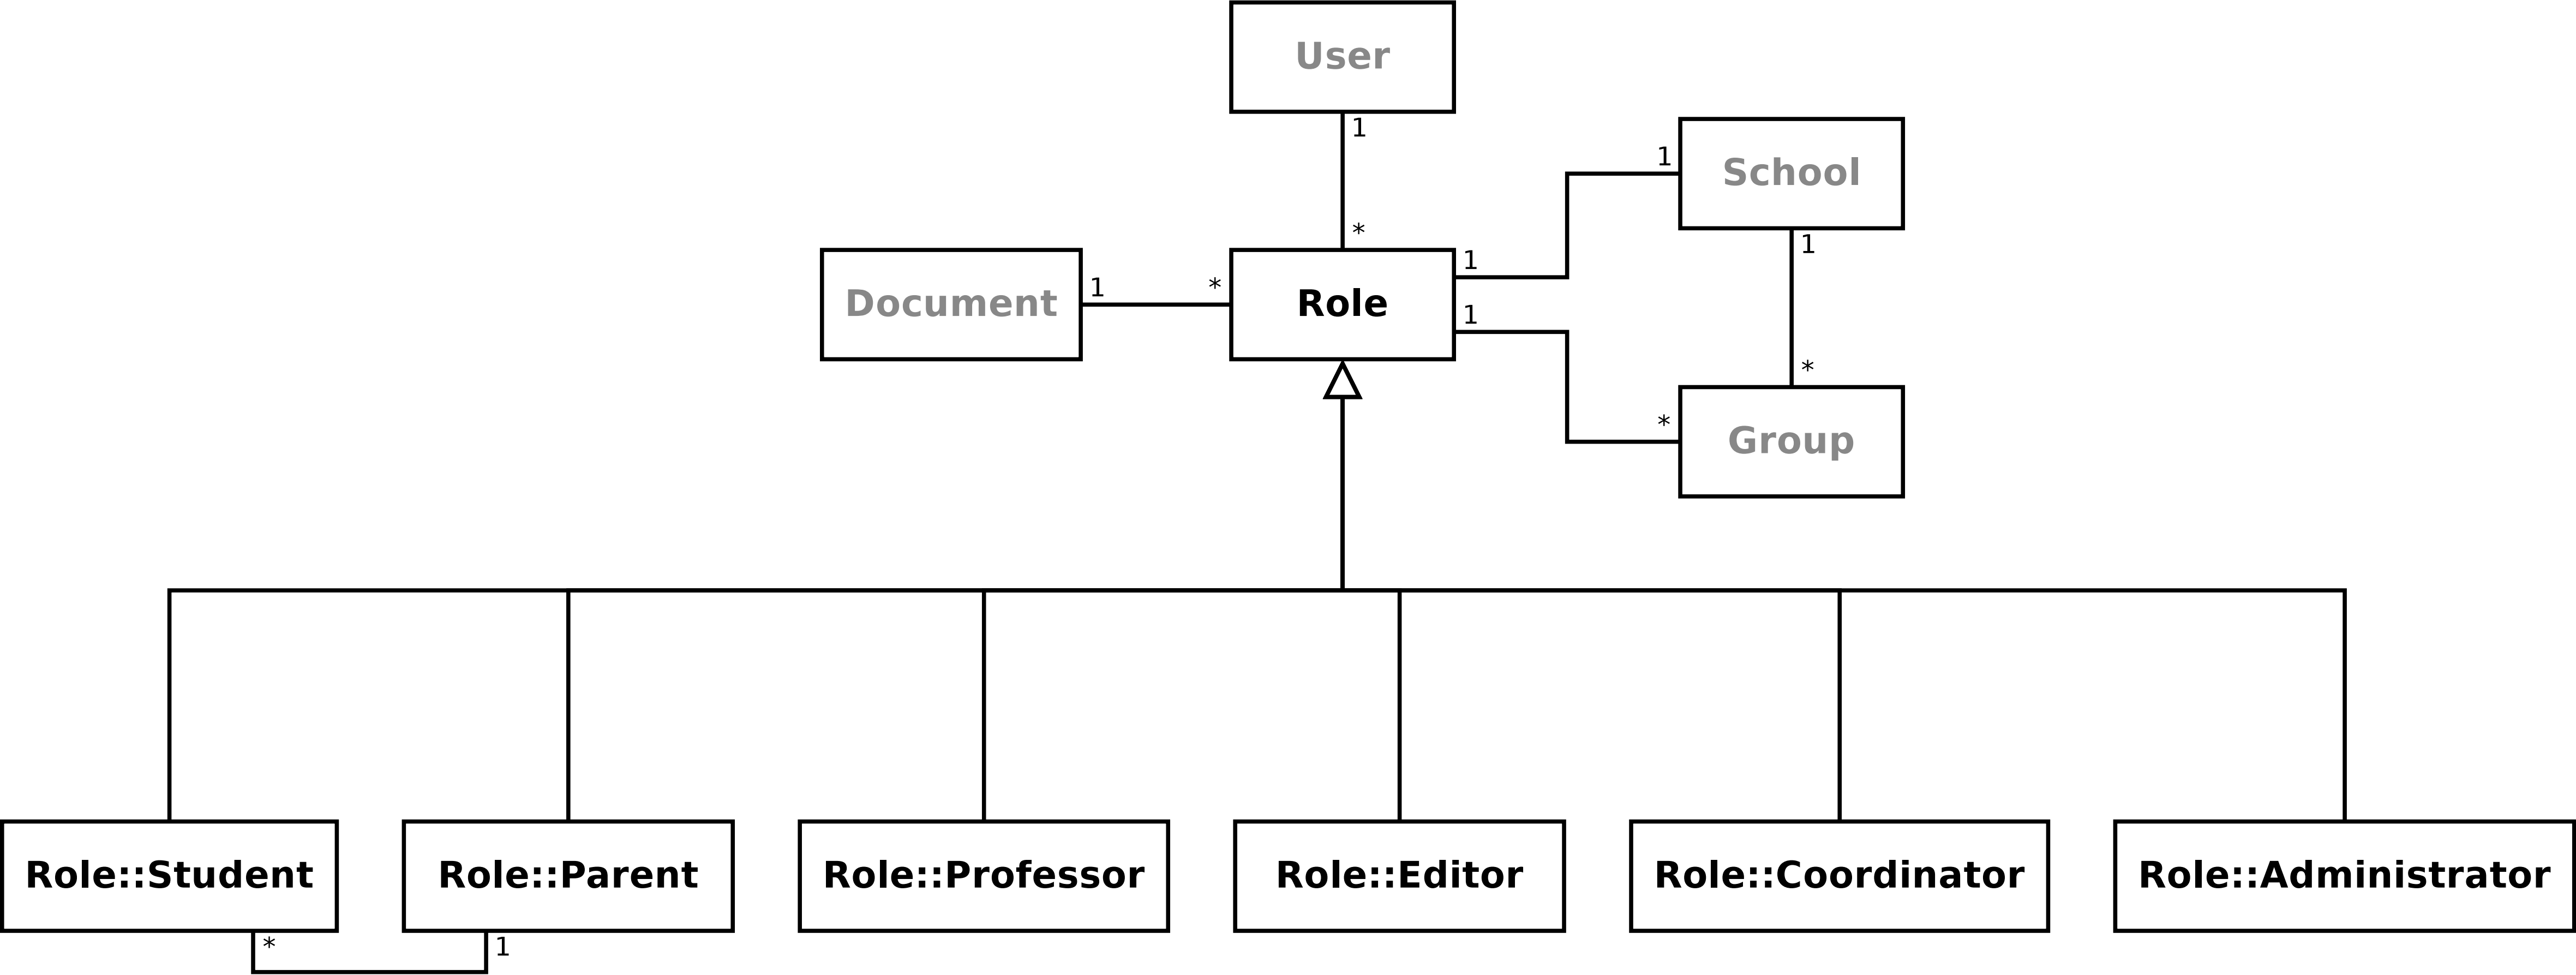 User
1
1
School
*
1
1
Document
1
*
Role
1
1
*
*
Group
Role::Student
Role::Parent
Role::Professor
Role::Editor
Role::Coordinator
Role::Administrator
*
1